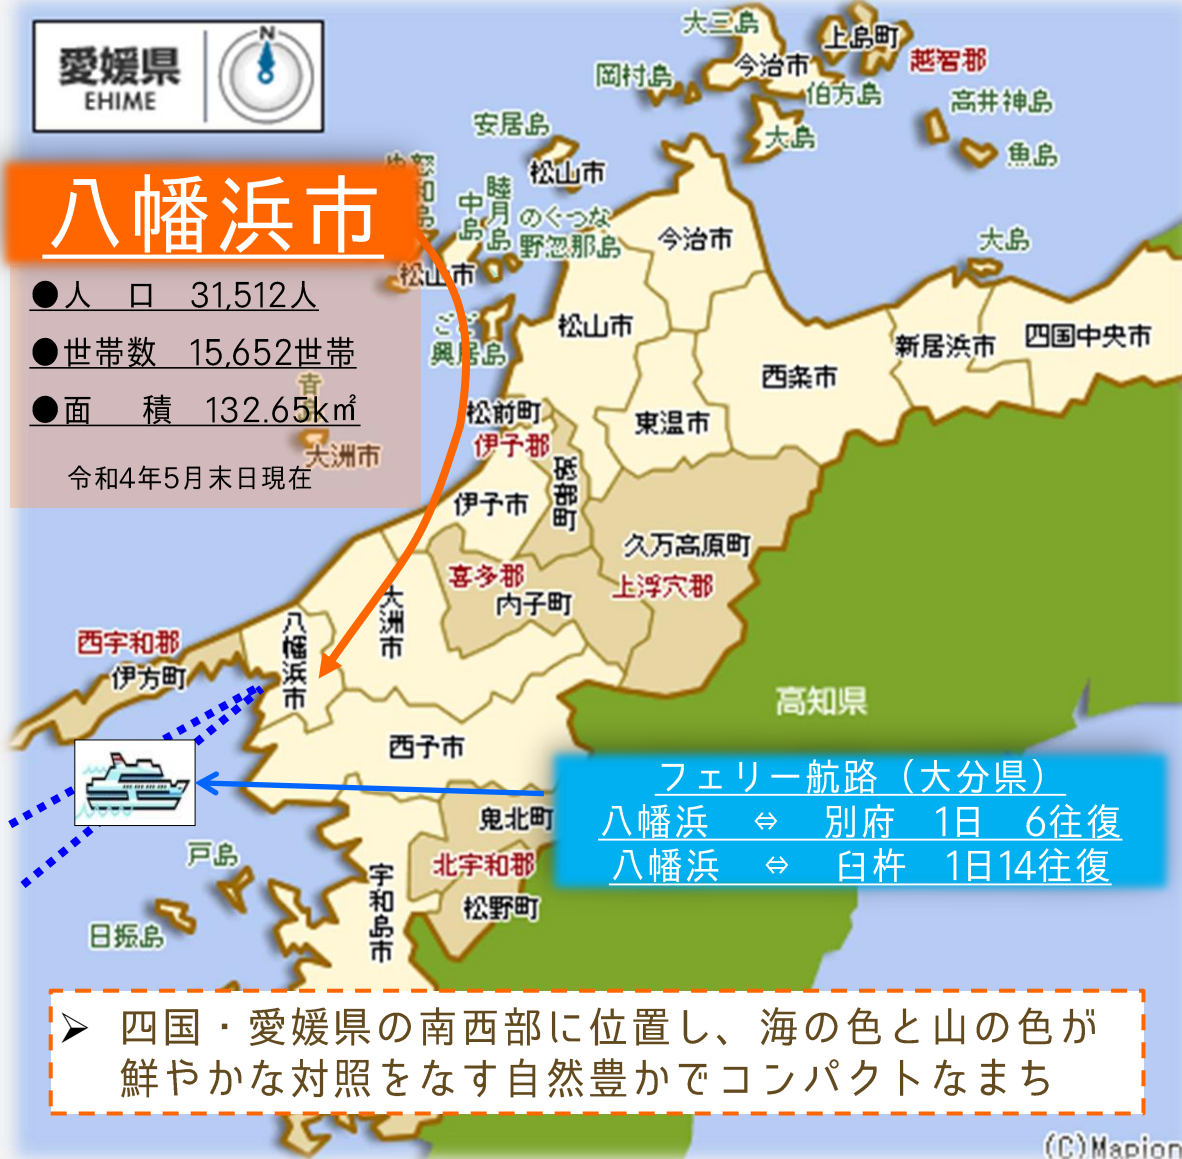 愛媛県
EHIME
N
八幡浜市
●人　口　31,512人
●世帯数　15,652世帯
●面　積　132.65k㎡
令和4年5月末日現在
大三島
上島町
越智郡
今治市
岡村島
伯方島
高井神島
大島
魚島
安居島
松山市
睦月島
中島
のぐつな
野忽那島
今治市
大島
松山市
ごご
興居島
松山市
新居浜市
四国中央市
西条市
東温市
松前町
伊予郡
砥部町
大洲市
伊予市
久万高原町
喜多郡
内子町
上浮穴郡
大洲市
八幡浜市
西宇和郡
伊方町
高知県
西予市
フェリー航路（大分県）
八幡浜　⇔　別府　1日　6往復
八幡浜　⇔　臼杵　1日14往復
鬼北町
戸島
北宇和郡
宇和島市
松野町
日振島
➢ 四国・愛媛県の南西部に位置し、海の色と山の色が
鮮やかな対照をなす自然豊かでコンパクトなまち
(C)Mapion